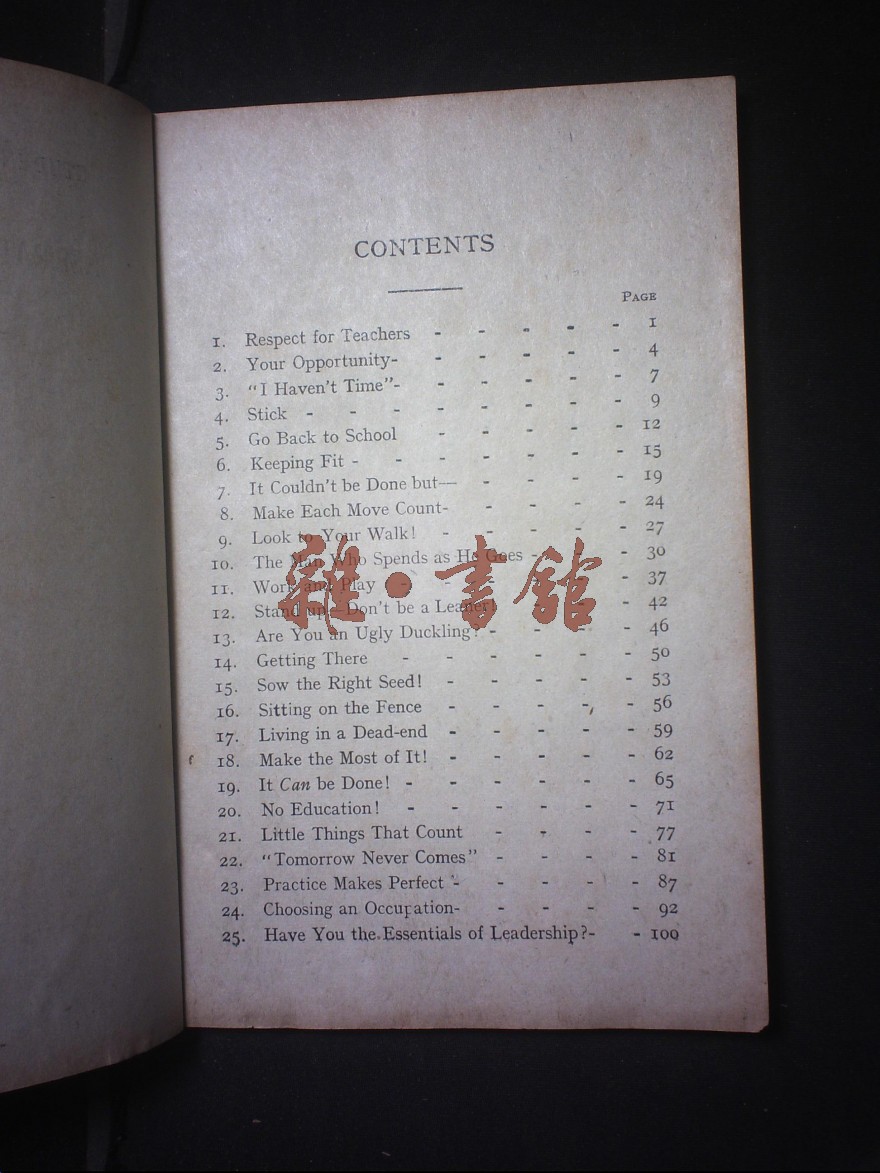 CONTENTS
PAGE
1. Respect for Teachers - - - - - 1
2. Your Opportunity- - - - - - 4
3. "I Haven't Time"- - - - - - 7
4. Stick - - - - - - - - 9
5. Go Back to School - - - - - 12
6. Keeping Fit - - - - - - - 15
7. It Couldn't be Done but— - - - - 19
8. Make Each Move Count- - - - - 24
9. Look to Your Walk! - - - - - 27
10. The Man Who Spends as He Goes - - - 30
11. Work and Play - - - - - - 37
12. Stand up—Don't be a Leaner! - - - 42
13. Are You an Ugly Duckling? - - - - 46
14. Getting There - - - - - - 50
15. Sow the Right Seed! - - - - - 53
16. Sitting on the Fence - - - - - 56
17. Living in a Dead-end - - - - - 59
18. Make the Most of It! - - - - - 62
19. It Can be Done! - - - - - - 65
20. No Education! - - - - - - 71
21. Little Things That Count - - - - 77
22. "Tomorrow Never Comes" - - - - 81
23. Practice Makes Perfect - - - - - 87
24. Choosing an Occupation- - - - - 92
25. Have You the Essentials of Leadership?- - 100
雜·書館